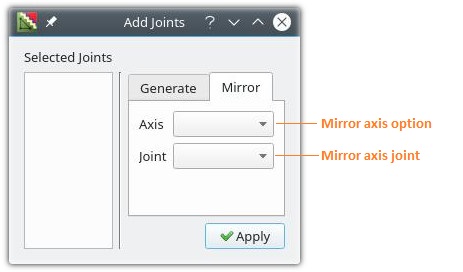 Add Joints
Selected Joints
Generate
Mirror
Axis
Mirror axis option
Joint
Mirror axis joint
Apply